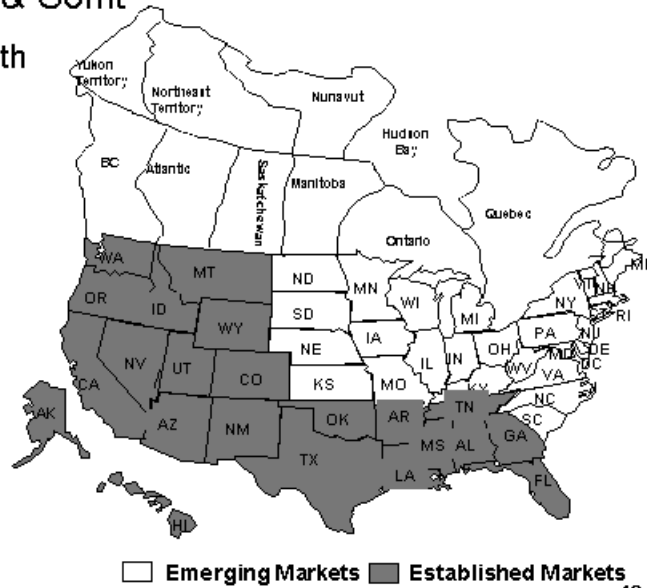 th
Yukon
Territory
Northeast
Territory
Nunavut
Hudson
Bay
BC
Atlantic
Saskatchewan
Manitoba
Quebec
Ontario
WA
MT
ND
MN
OR
ID
SD
WI
MI
NY
RI
WY
IA
PA
NJ
NE
OH
MD
DE
NV
UT
CO
IL
IN
WV
DC
CA
KS
MO
KY
VA
AK
AZ
NM
OK
AR
TN
NC
SC
TX
MS
AL
GA
LA
FL
HI
Emerging Markets
Established Markets